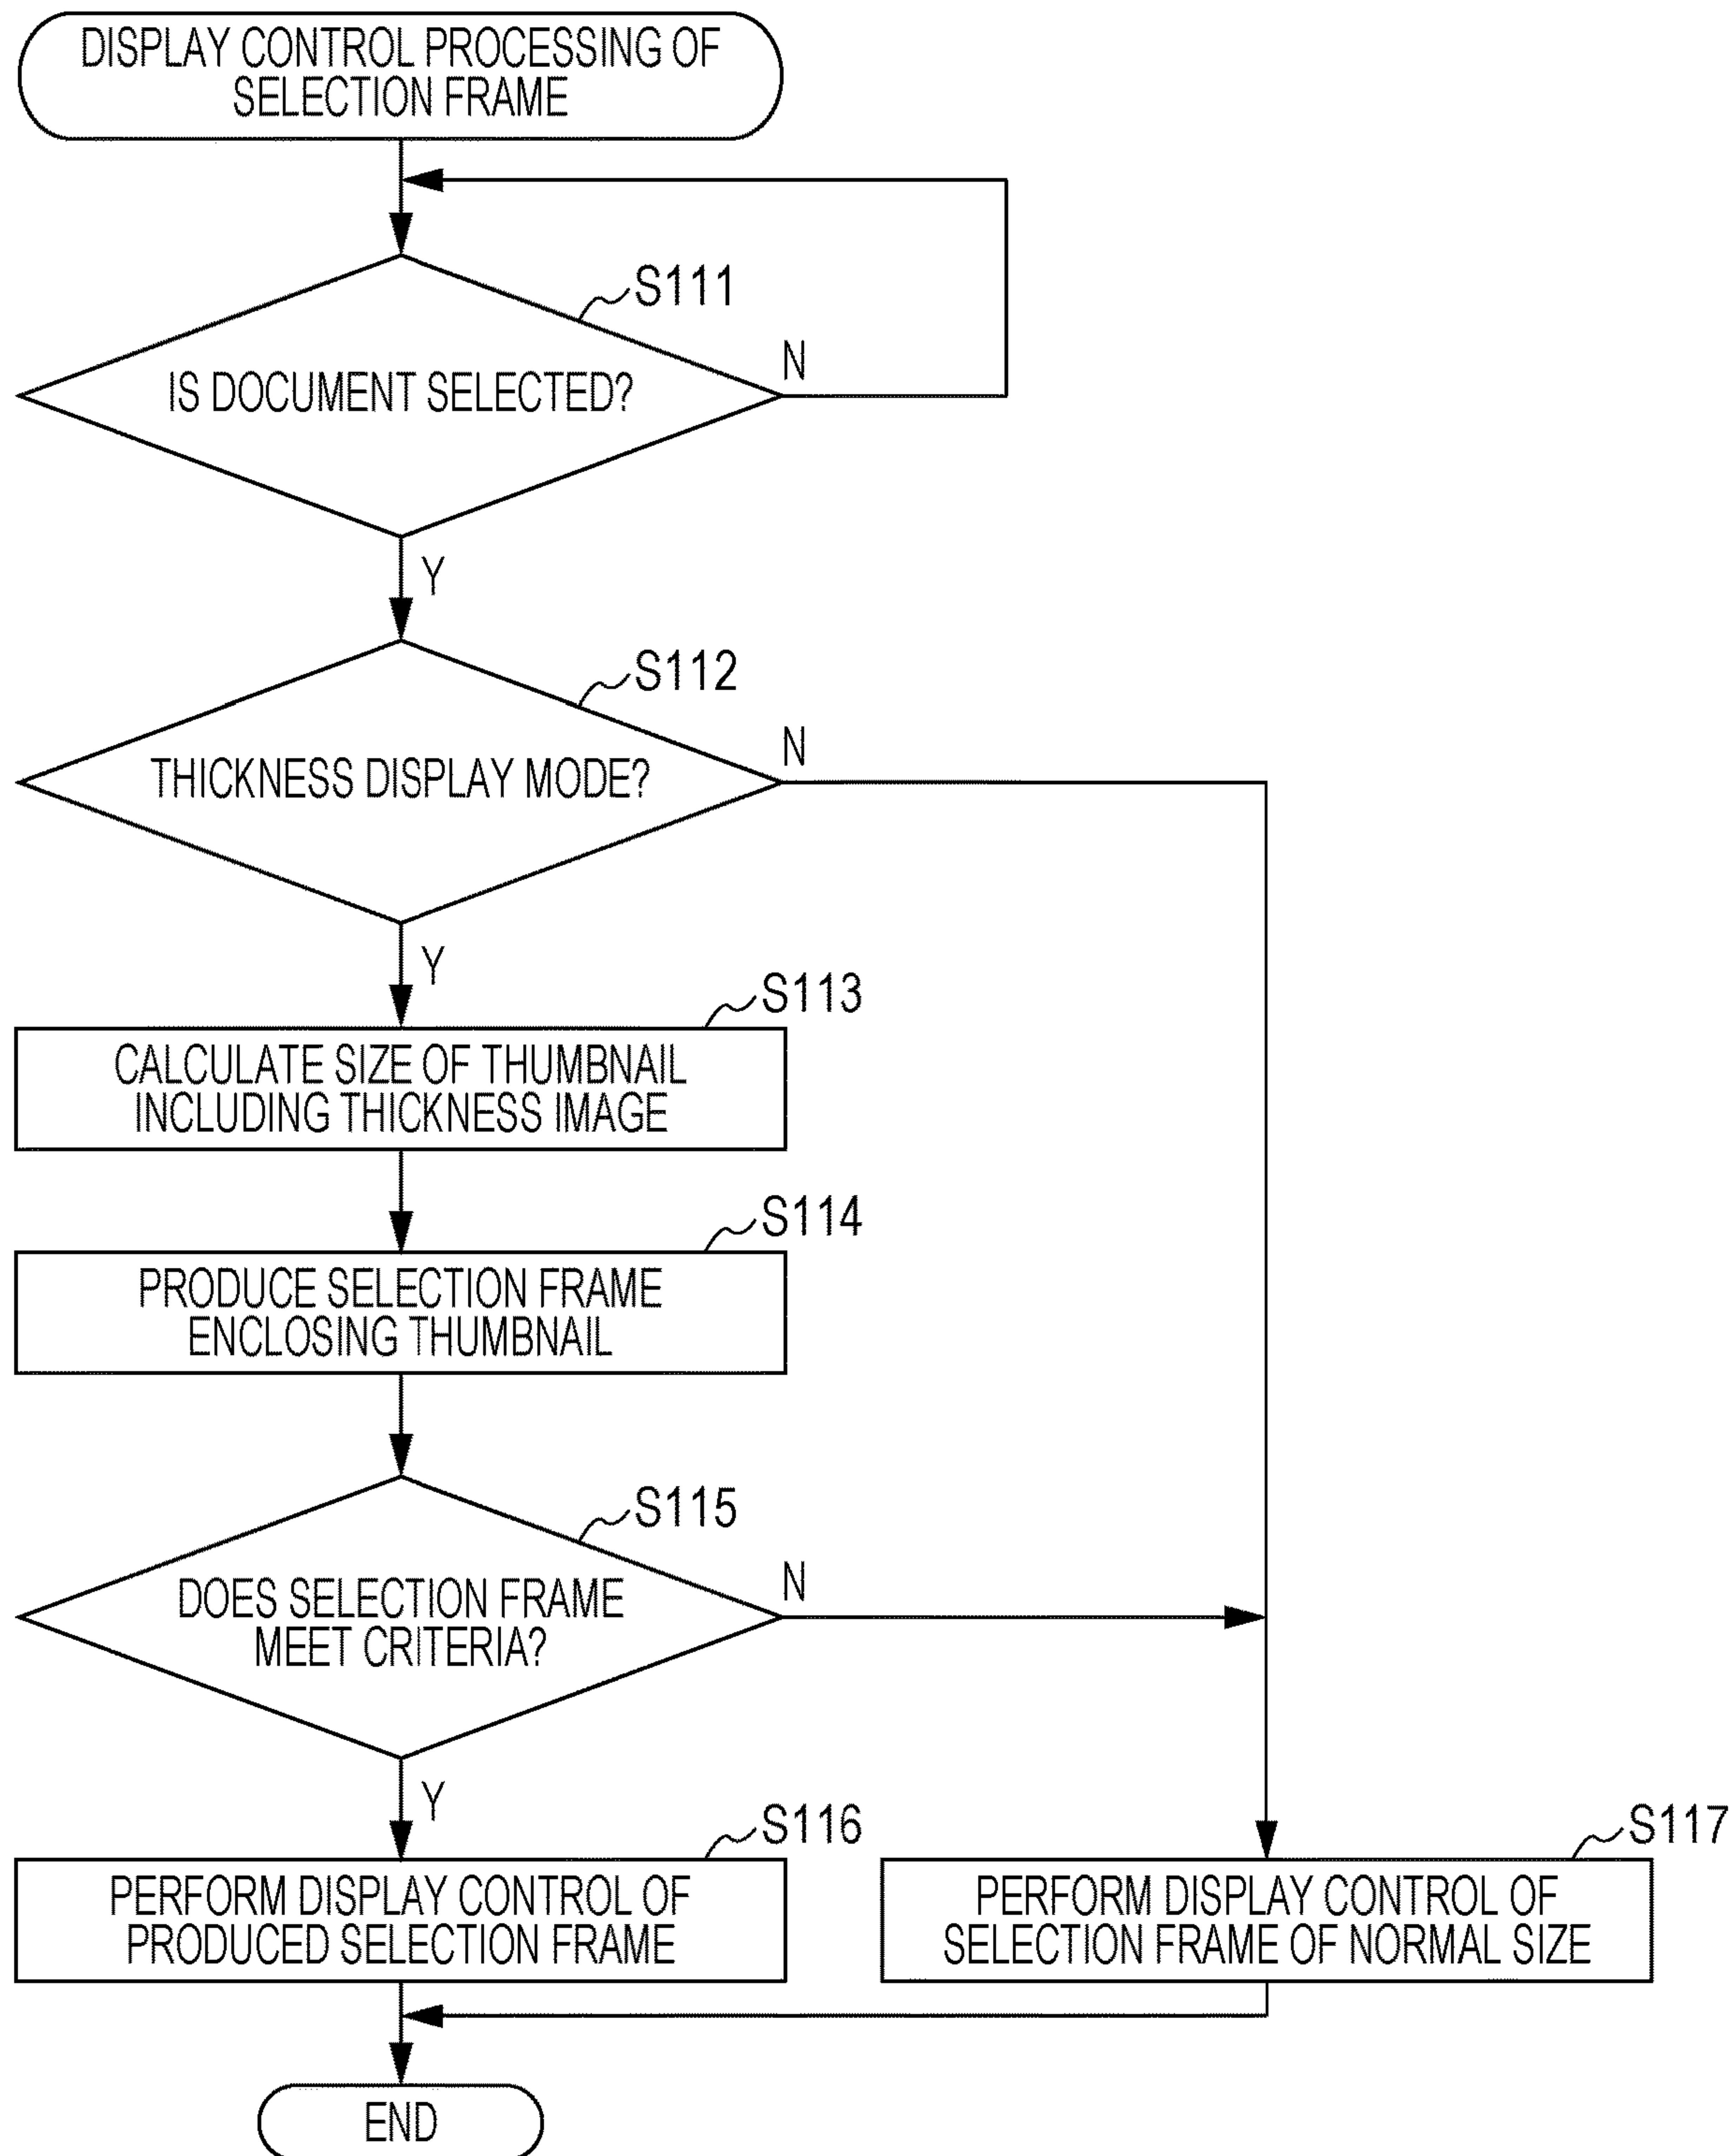 DISPLAY CONTROL PROCESSING OF
SELECTION FRAME
S111
IS DOCUMENT SELECTED?
N
Y
S112
THICKNESS DISPLAY MODE?
N
Y
S113
CALCULATE SIZE OF THUMBNAIL
INCLUDING THICKNESS IMAGE
S114
PRODUCE SELECTION FRAME
ENCLOSING THUMBNAIL
S115
DOES SELECTION FRAME
MEET CRITERIA?
N
Y
S116
PERFORM DISPLAY CONTROL OF
PRODUCED SELECTION FRAME
S117
PERFORM DISPLAY CONTROL OF
SELECTION FRAME OF NORMAL SIZE
END